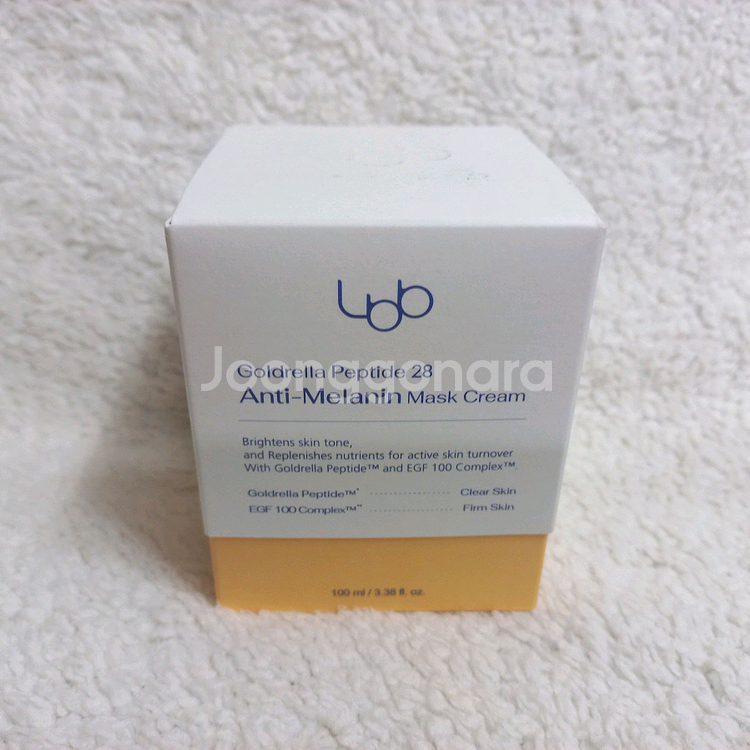 Lbb
Goldrella Peptide 28
Anti-Melanin Mask Cream
Joonggonara
Brightens skin tone,
and Replenishes nutrients for active skin turnover
With Goldrella Peptide™ and EGF 100 Complex™.
Goldrella Peptide™* .................. Clear Skin
EGF 100 Complex™** .................. Firm Skin
100 ml / 3.38 fl. oz.